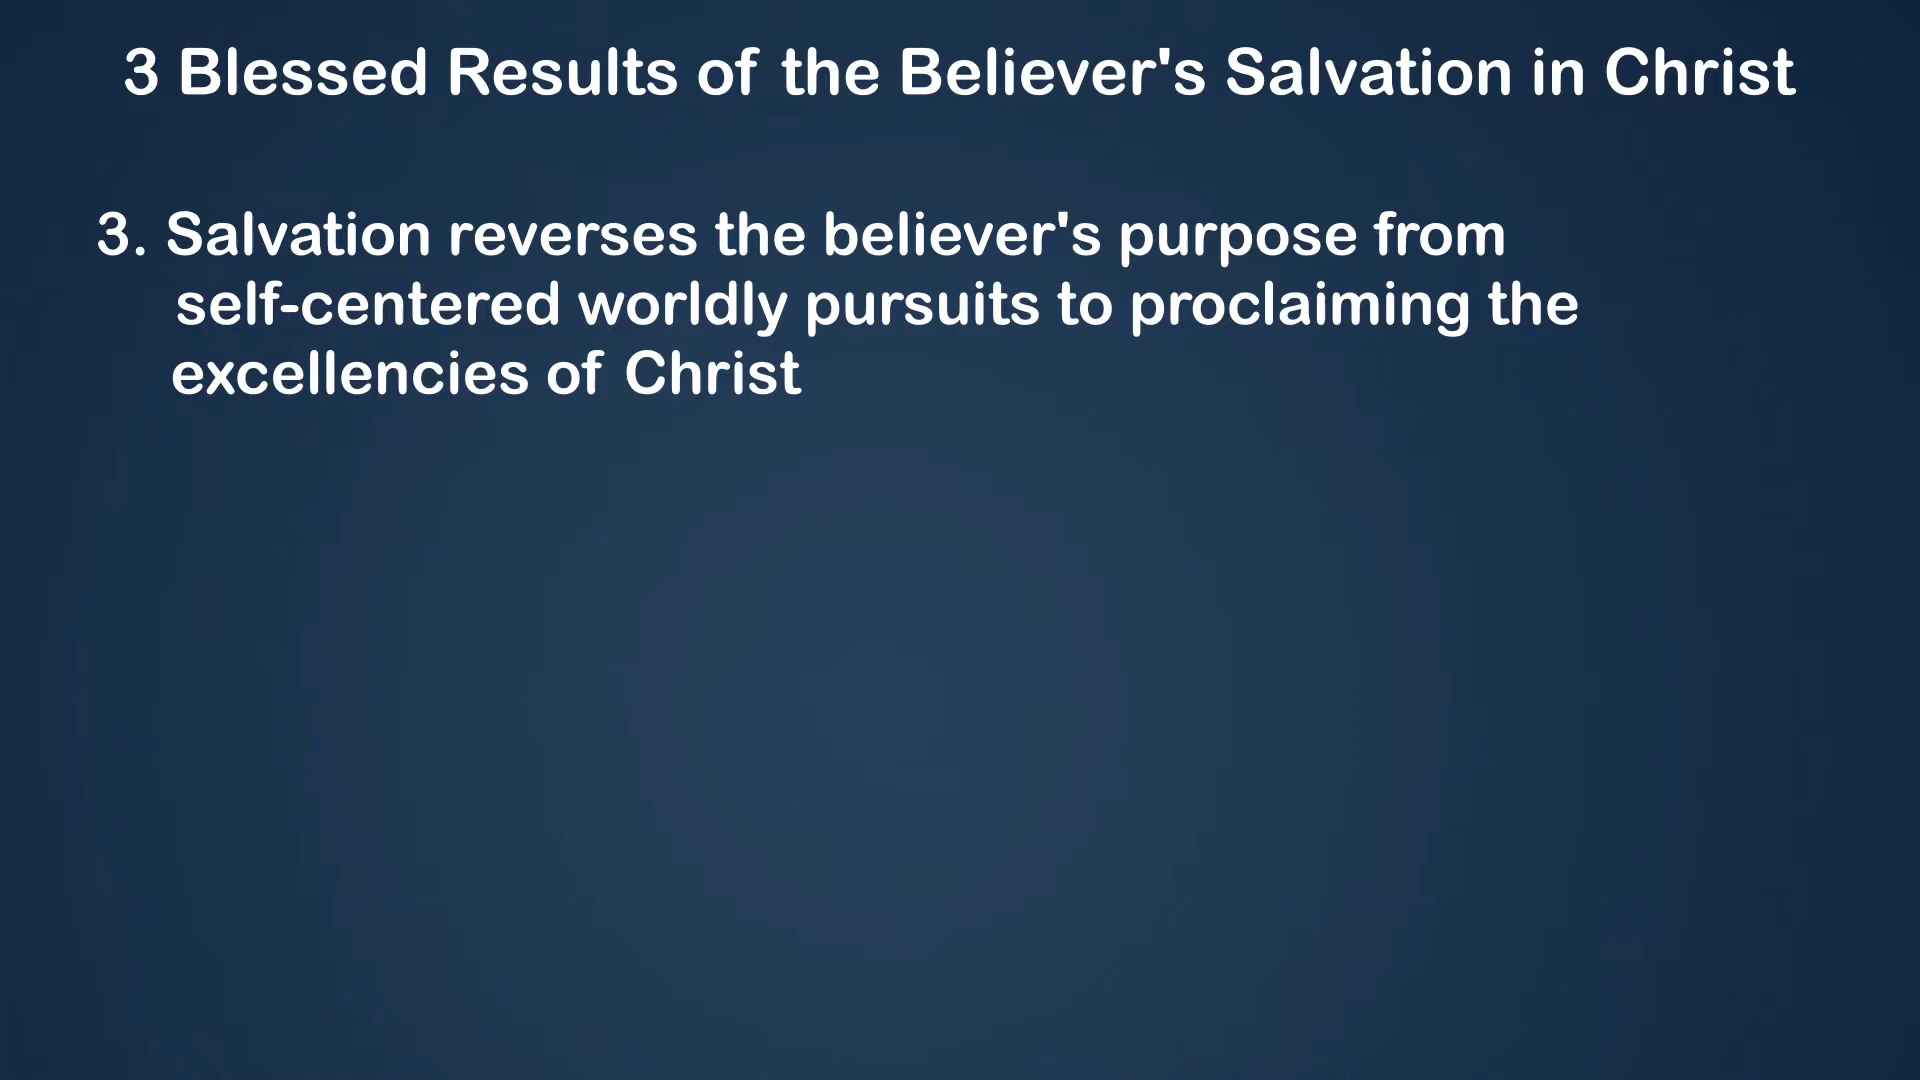 3 Blessed Results of the Believer's Salvation in Christ
3. Salvation reverses the believer's purpose from
self-centered worldly pursuits to proclaiming the
excellencies of Christ